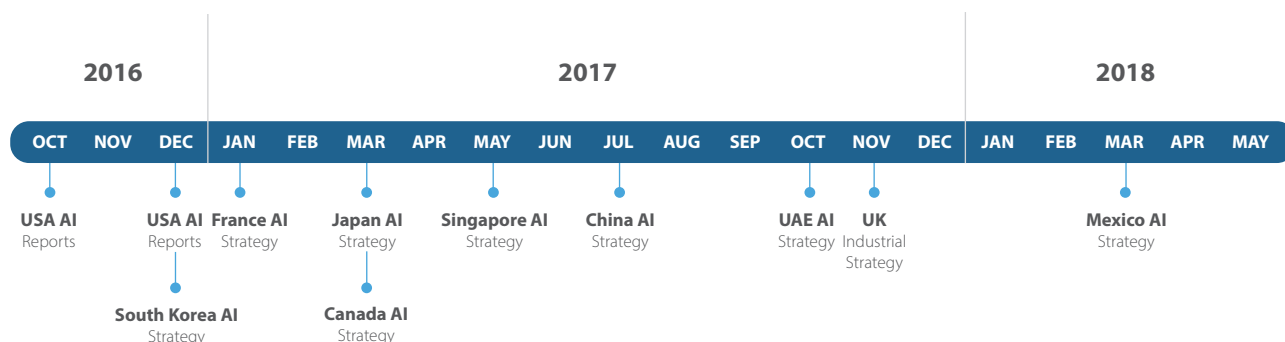 2016 2017 2018
OCT NOV DEC JAN FEB MAR APR MAY JUN JUL AUG SEP OCT NOV DEC JAN FEB MAR APR MAY
USA AI USA AI France AI Japan AI Singapore AI China AI UAE AI UK Mexico AI
Reports Reports Strategy Strategy Strategy Strategy Strategy Industrial Strategy
Strategy
South Korea AI Canada AI
Strategy Strategy